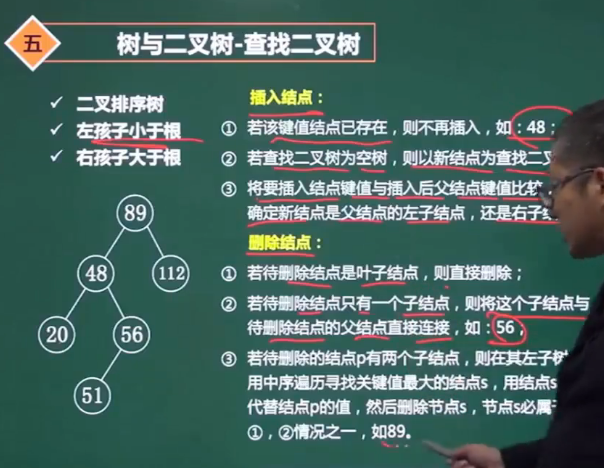 五
树与二叉树-查找二叉树
✓ 二叉排序树
✓ 左孩子小于根
✓ 右孩子大于根
89
48
112
20
56
51
插入结点：
① 若该键值结点已存在，则不再插入，如：48；
② 若查找二叉树为空树，则以新结点为查找二叉
③ 将要插入结点键值与插入后父结点键值比较
确定新结点是父结点的左子结点，还是右子结
删除结点：
① 若待删除结点是叶子结点，则直接删除；
② 若待删除结点只有一个子结点，则将这个子结点与
待删除结点的父结点直接连接，如：56，
③ 若待删除的结点p有两个子结点，则在其左子树
用中序遍历寻找关键值最大的结点s，用结点s
代替结点p的值，然后删除节点s，节点s必属于
①，②情况之一，如89。